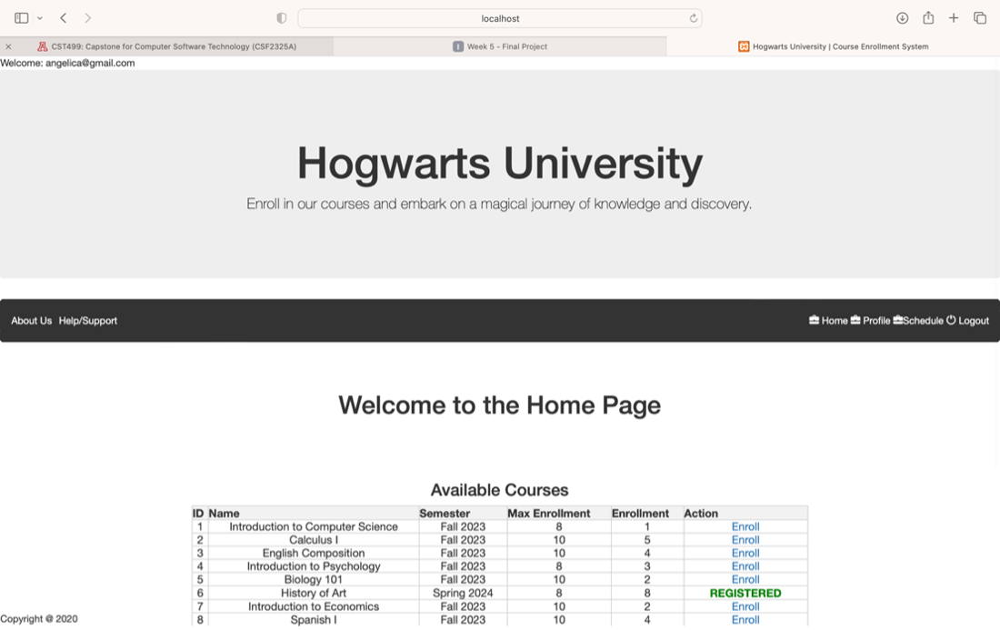 localhost
CST499: Capstone for Computer Software Technology (CSF2325A)
Week 5 - Final Project
Hogwarts University | Course Enrollment System
Welcome: angelica@gmail.com
Hogwarts University
Enroll in our courses and embark on a magical journey of knowledge and discovery.
About Us Help/Support Home Profile Schedule Logout
Welcome to the Home Page
Available Courses
ID Name Semester Max Enrollment Enrollment Action
1 Introduction to Computer Science Fall 2023 8 1 Enroll
2 Calculus I Fall 2023 10 5 Enroll
3 English Composition Fall 2023 10 4 Enroll
4 Introduction to Psychology Fall 2023 8 3 Enroll
5 Biology 101 Fall 2023 10 2 Enroll
6 History of Art Spring 2024 8 8 REGISTERED
7 Introduction to Economics Fall 2023 10 2 Enroll
8 Spanish I Fall 2023 10 4 Enroll
Copyright @ 2020